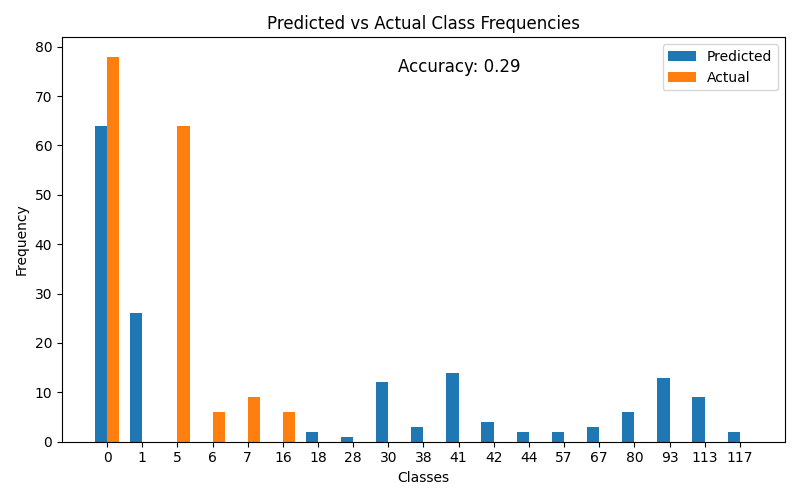 Predicted vs Actual Class Frequencies
Accuracy: 0.29
Predicted
Actual
Frequency
80
70
60
50
40
30
20
10
0
0 1 5 6 7 16 18 28 30 38 41 42 44 57 67 80 93 113 117
Classes